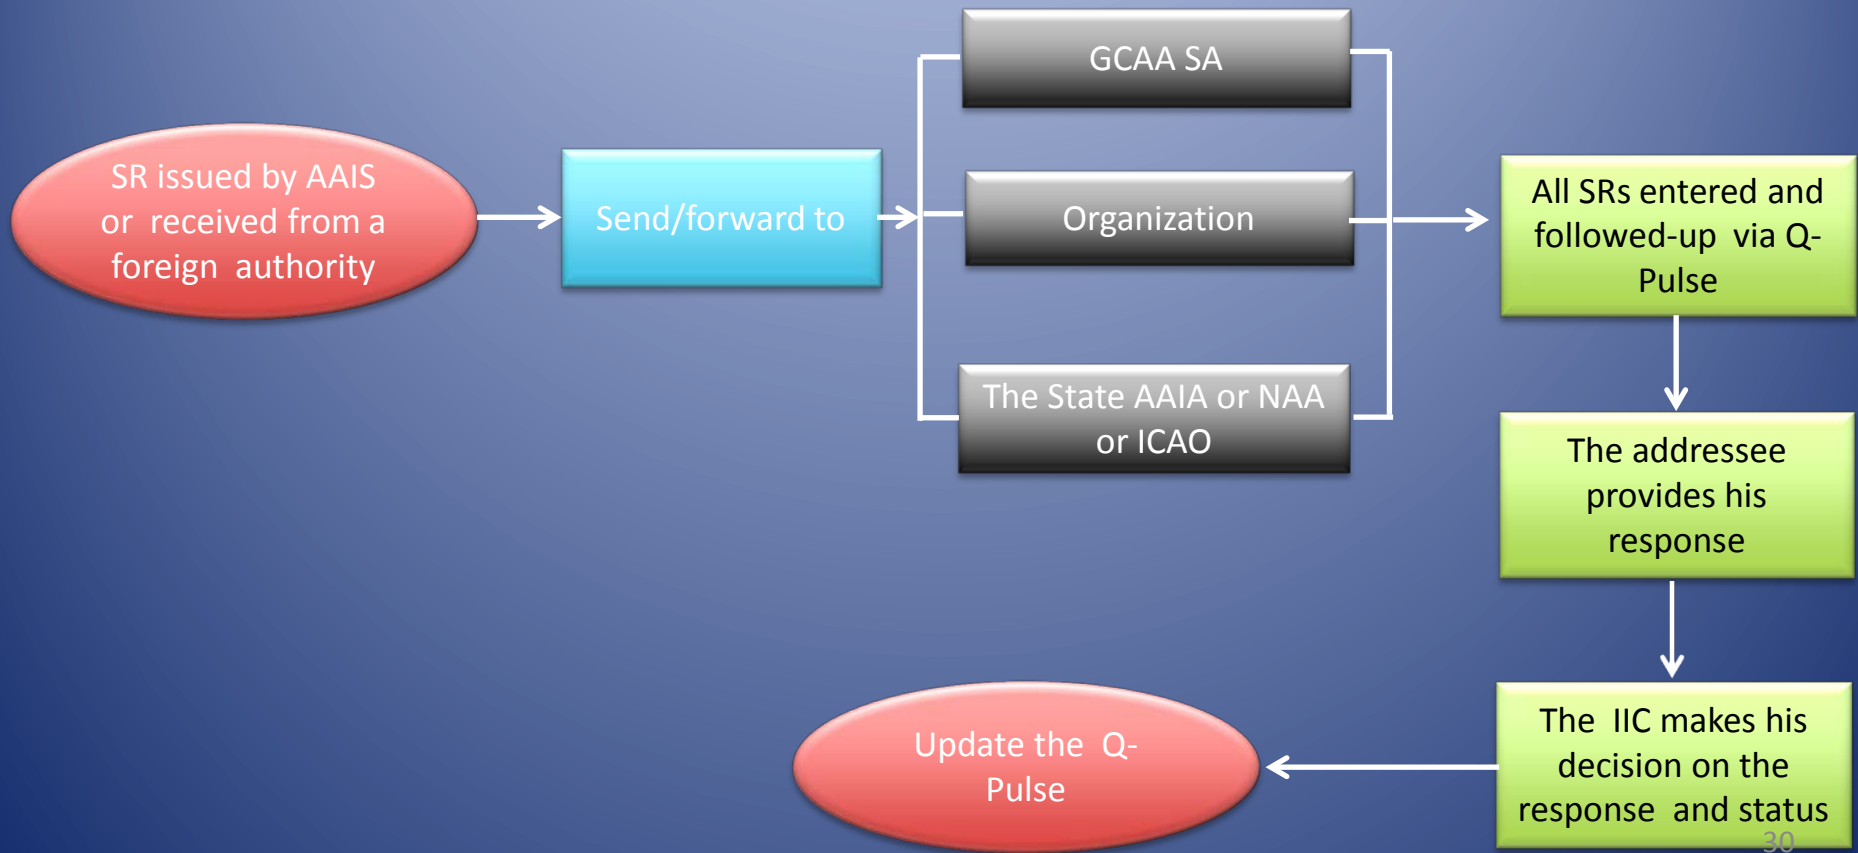 SR issued by AAIS
or received from a
foreign authority
Send/forward to
GCAA SA
Organization
The State AAIA or NAA
or ICAO
All SRs entered and
followed-up via Q-
Pulse
The addressee
provides his
response
The IIC makes his
decision on the
response and status
Update the Q-
Pulse
30